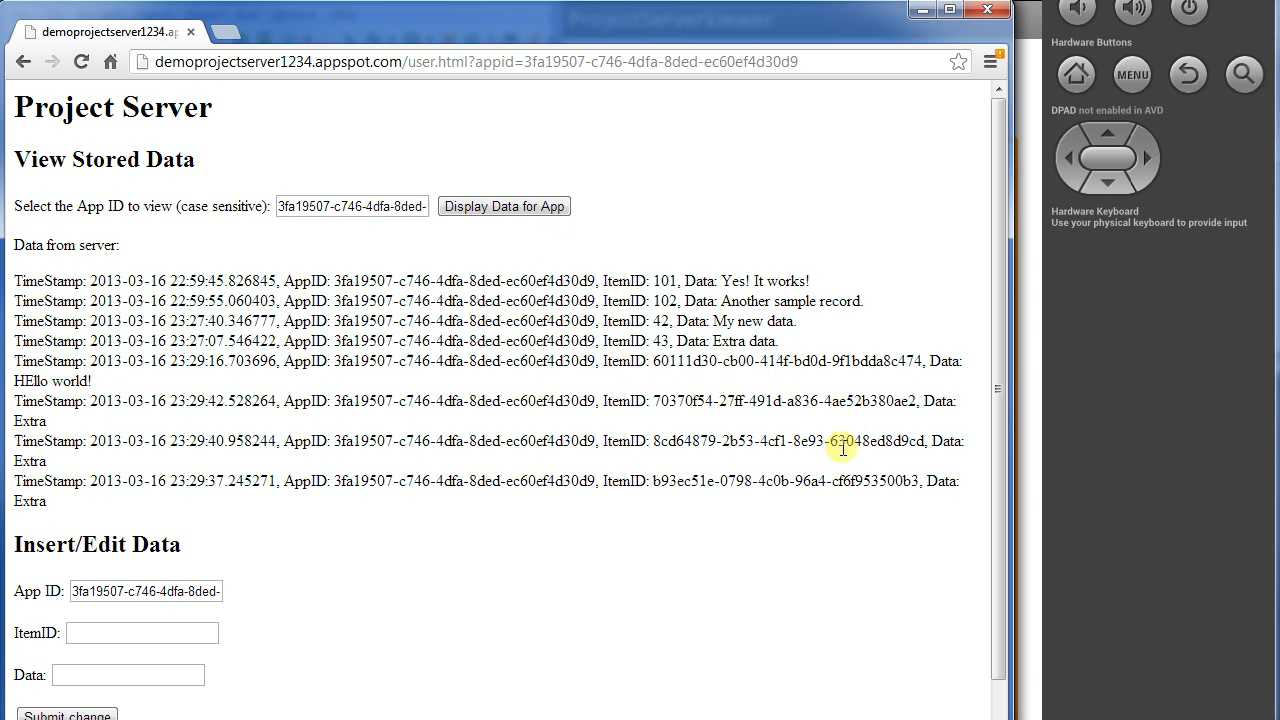 ProjectServerViewer
demoprojectserver1234.ap
demoprojectserver1234.appspot.com/user.html?appid=3fa19507-c746-4dfa-8ded-ec60ef4d30d9
Project Server
View Stored Data
Select the App ID to view (case sensitive): 3fa19507-c746-4dfa-8ded- Display Data for App
Data from server:
TimeStamp: 2013-03-16 22:59:45.826845, AppID: 3fa19507-c746-4dfa-8ded-ec60ef4d30d9, ItemID: 101, Data: Yes! It works!
TimeStamp: 2013-03-16 22:59:55.060403, AppID: 3fa19507-c746-4dfa-8ded-ec60ef4d30d9, ItemID: 102, Data: Another sample record.
TimeStamp: 2013-03-16 23:27:40.346777, AppID: 3fa19507-c746-4dfa-8ded-ec60ef4d30d9, ItemID: 42, Data: My new data.
TimeStamp: 2013-03-16 23:27:07.546422, AppID: 3fa19507-c746-4dfa-8ded-ec60ef4d30d9, ItemID: 43, Data: Extra data.
TimeStamp: 2013-03-16 23:29:16.703696, AppID: 3fa19507-c746-4dfa-8ded-ec60ef4d30d9, ItemID: 60111d30-cb00-414f-bd0d-9f1bdda8c474, Data:
HEllo world!
TimeStamp: 2013-03-16 23:29:42.528264, AppID: 3fa19507-c746-4dfa-8ded-ec60ef4d30d9, ItemID: 70370f54-27ff-491d-a836-4ae52b380ae2, Data:
Extra
TimeStamp: 2013-03-16 23:29:40.958244, AppID: 3fa19507-c746-4dfa-8ded-ec60ef4d30d9, ItemID: 8cd64879-2b53-4cf1-8e93-63048ed8d9cd, Data:
Extra
TimeStamp: 2013-03-16 23:29:37.245271, AppID: 3fa19507-c746-4dfa-8ded-ec60ef4d30d9, ItemID: b93ec51e-0798-4c0b-96a4-cf6f953500b3, Data:
Extra
Insert/Edit Data
App ID: 3fa19507-c746-4dfa-8ded-
ItemID:
Data:
Submit change
Hardware Buttons
MENU
DPAD not enabled in AVD
Hardware Keyboard
Use your physical keyboard to provide input